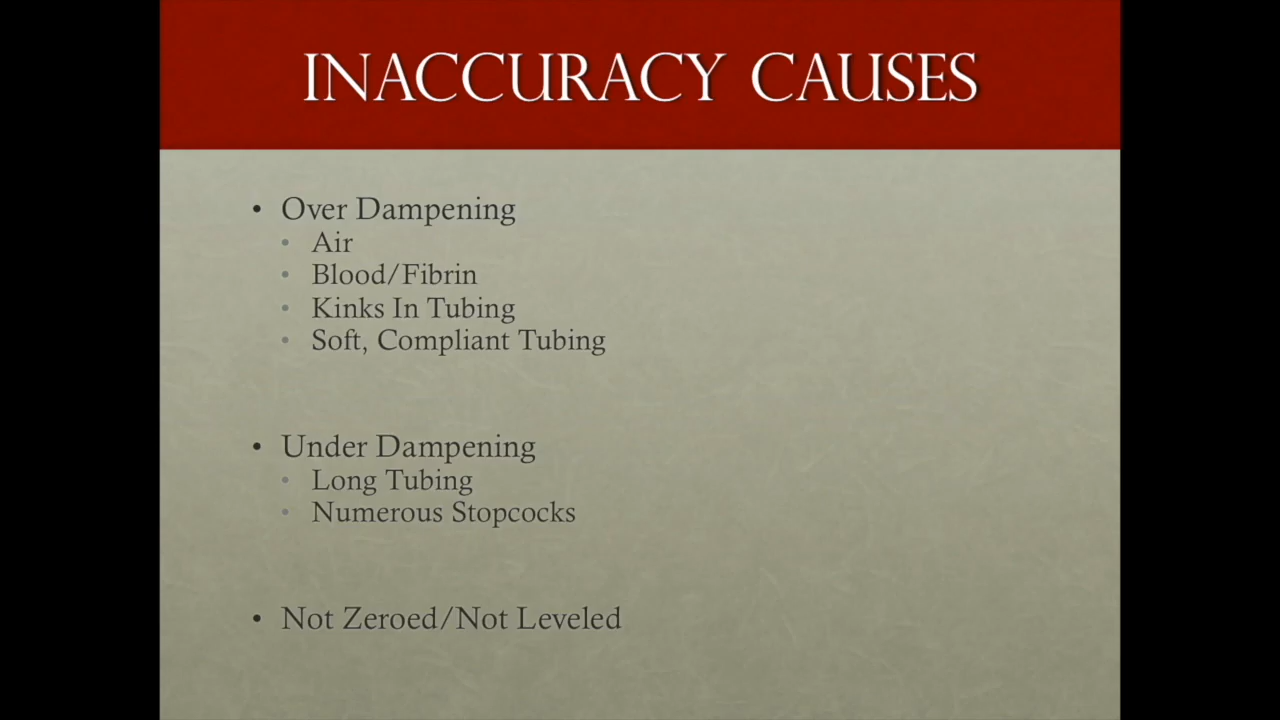 INACCURACY CAUSES
• Over Dampening
• Air
• Blood/Fibrin
• Kinks In Tubing
• Soft, Compliant Tubing
• Under Dampening
• Long Tubing
• Numerous Stopcocks
• Not Zeroed/Not Leveled